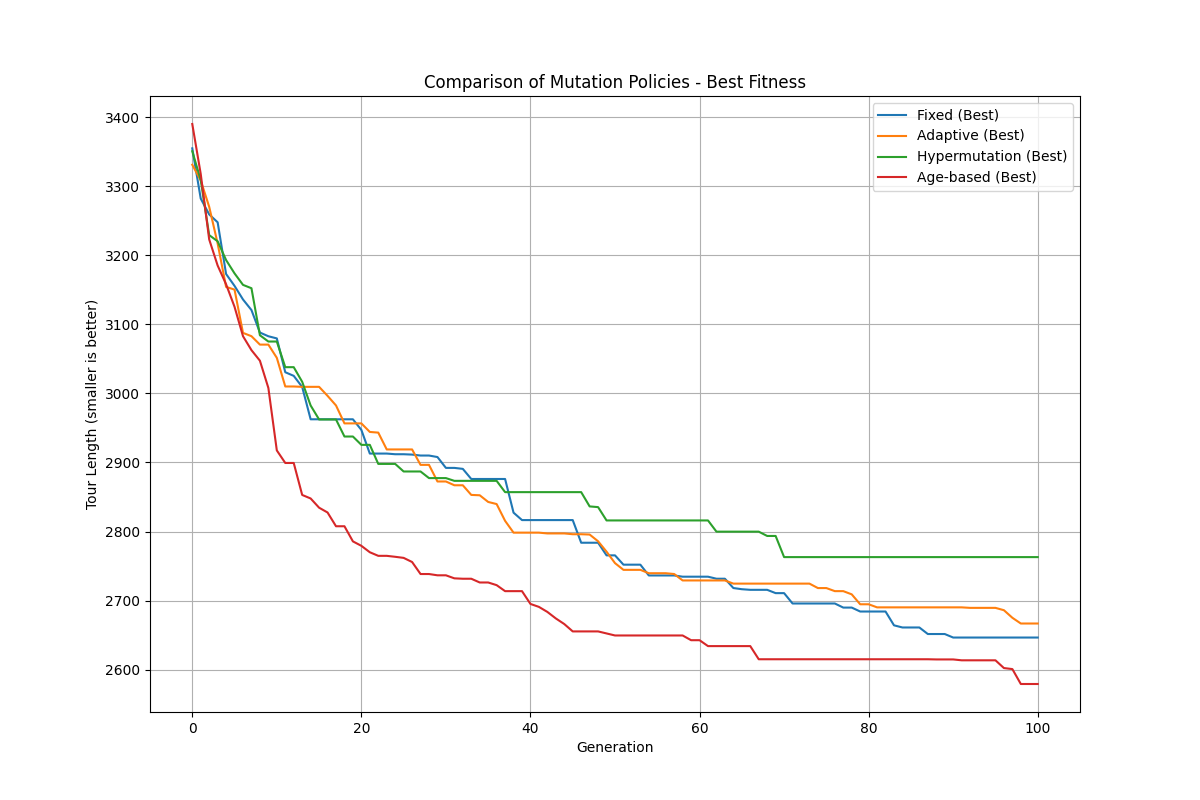 Comparison of Mutation Policies - Best Fitness
Fixed (Best)
Adaptive (Best)
Hypermutation (Best)
Age-based (Best)
Tour Length (smaller is better)
3400
3300
3200
3100
3000
2900
2800
2700
2600
0 20 40 60 80 100
Generation